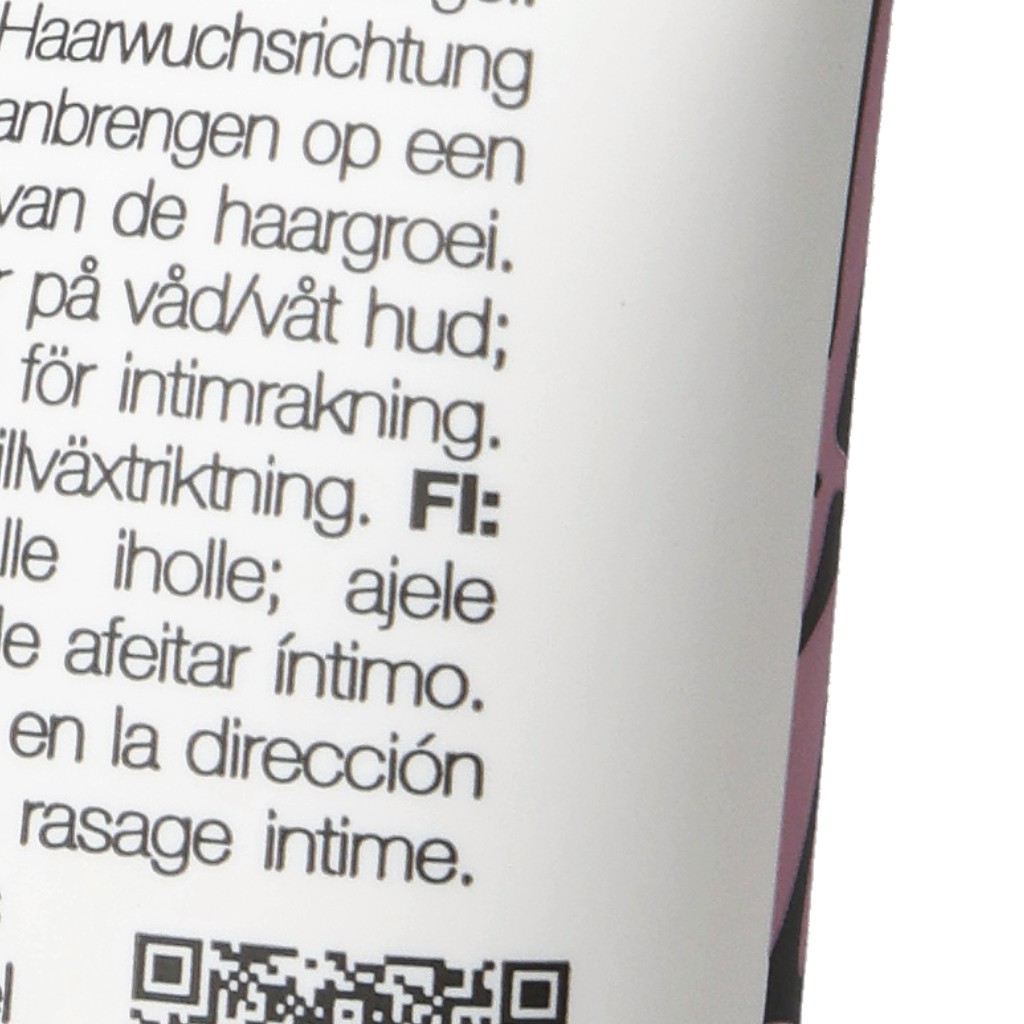 Haarwuchsrichtung
anbrengen op een
van de haargroei.
på våd/våt hud;
för intimrakning.
illväxtriktning. FI:
lle iholle; ajele
le afeitar íntimo.
en la dirección
rasage intime.